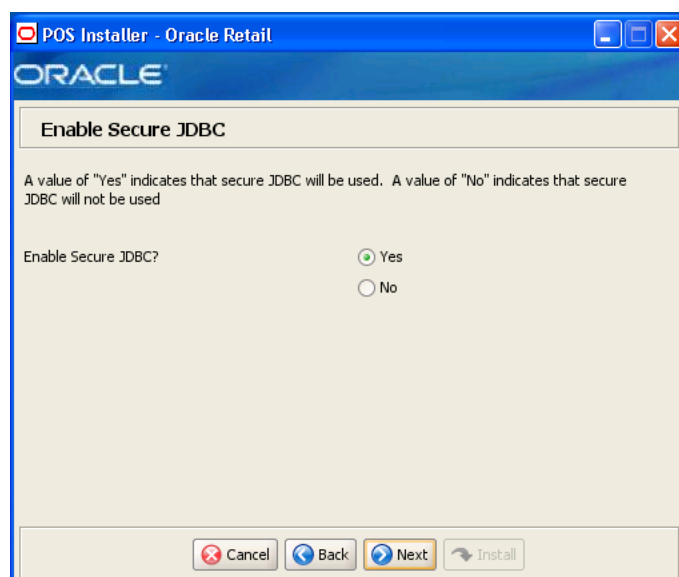 POS Installer - Oracle Retail
ORACLE
Enable Secure JDBC
A value of "Yes" indicates that secure JDBC will be used. A value of "No" indicates that secure
JDBC will not be used
Enable Secure JDBC?
Yes
No
Cancel
Back
Next
Install